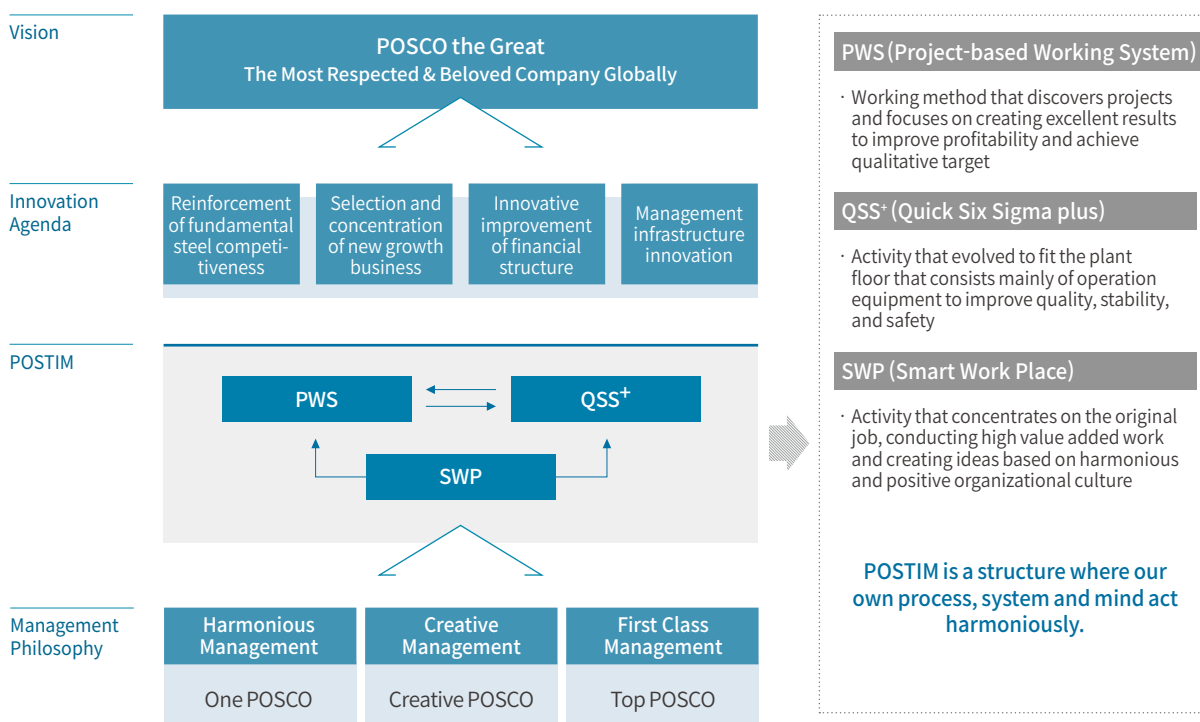 Vision
POSCO the Great
The Most Respected & Beloved Company Globally
Innovation
Agenda
Reinforcement
of fundamental
steel competi-
tiveness
Selection and
concentration
of new growth
business
Innovative
improvement
of financial
structure
Management
infrastructure
innovation
POSTIM
PWS
QSS+
SWP
Management
Philosophy
Harmonious
Management
One POSCO
Creative
Management
Creative POSCO
First Class
Management
Top POSCO
PWS (Project-based Working System)
· Working method that discovers projects
and focuses on creating excellent results
to improve profitability and achieve
qualitative target
QSS+ (Quick Six Sigma plus)
· Activity that evolved to fit the plant
floor that consists mainly of operation
equipment to improve quality, stability,
and safety
SWP (Smart Work Place)
· Activity that concentrates on the original
job, conducting high value added work
and creating ideas based on harmonious
and positive organizational culture
POSTIM is a structure where our
own process, system and mind act
harmoniously.